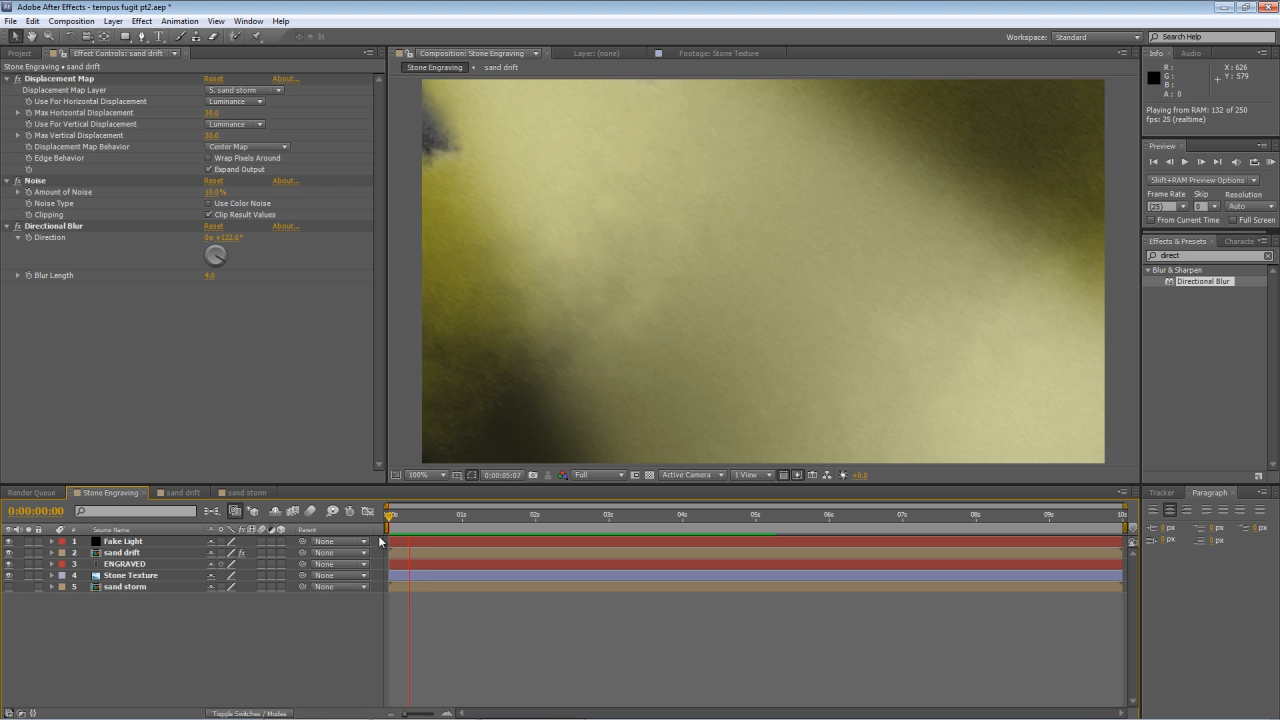 Adobe After Effects - tempus fugit pt2.aep *
File Edit Composition Layer Effect Animation View Window Help
Workspace: Standard Search Help
Project Effect Controls: sand drift Composition: Stone Engraving Layer: (none) Footage: Stone Texture Info Audio
Stone Engraving • sand drift
Stone Engraving sand drift
Displacement Map Reset About...
Displacement Map Layer 5. sand storm
Use For Horizontal Displacement Luminance
Max Horizontal Displacement 30.0
Use For Vertical Displacement Luminance
Max Vertical Displacement 30.0
Displacement Map Behavior Center Map
Edge Behavior Wrap Pixels Around
Expand Output
Noise Reset About...
Amount of Noise 10.0%
Noise Type Use Color Noise
Clipping Clip Result Values
Directional Blur Reset About...
Direction 0x +122.0°
Blur Length 4.0
R :
G :
B :
A : 0
X : 626
Y : 579
Playing from RAM: 132 of 250
fps: 25 (realtime)
Preview
Shift+RAM Preview Options
Frame Rate Skip Resolution
(25) 0 Auto
From Current Time Full Screen
Effects & Presets Characte
direct
Blur & Sharpen
Directional Blur
100% 0:00:05:07 Full Active Camera 1 View +0.0
Render Queue Stone Engraving sand drift sand storm
Tracker Paragraph
0:00:00:00
01s 02s 03s 04s 05s 06s 07s 08s 09s 10s
# Source Name Parent
1 Fake Light None
2 sand drift None
3 ENGRAVED None
4 Stone Texture None
5 sand storm None
0 px 0 px 0 px
0 px 0 px
Toggle Switches / Modes